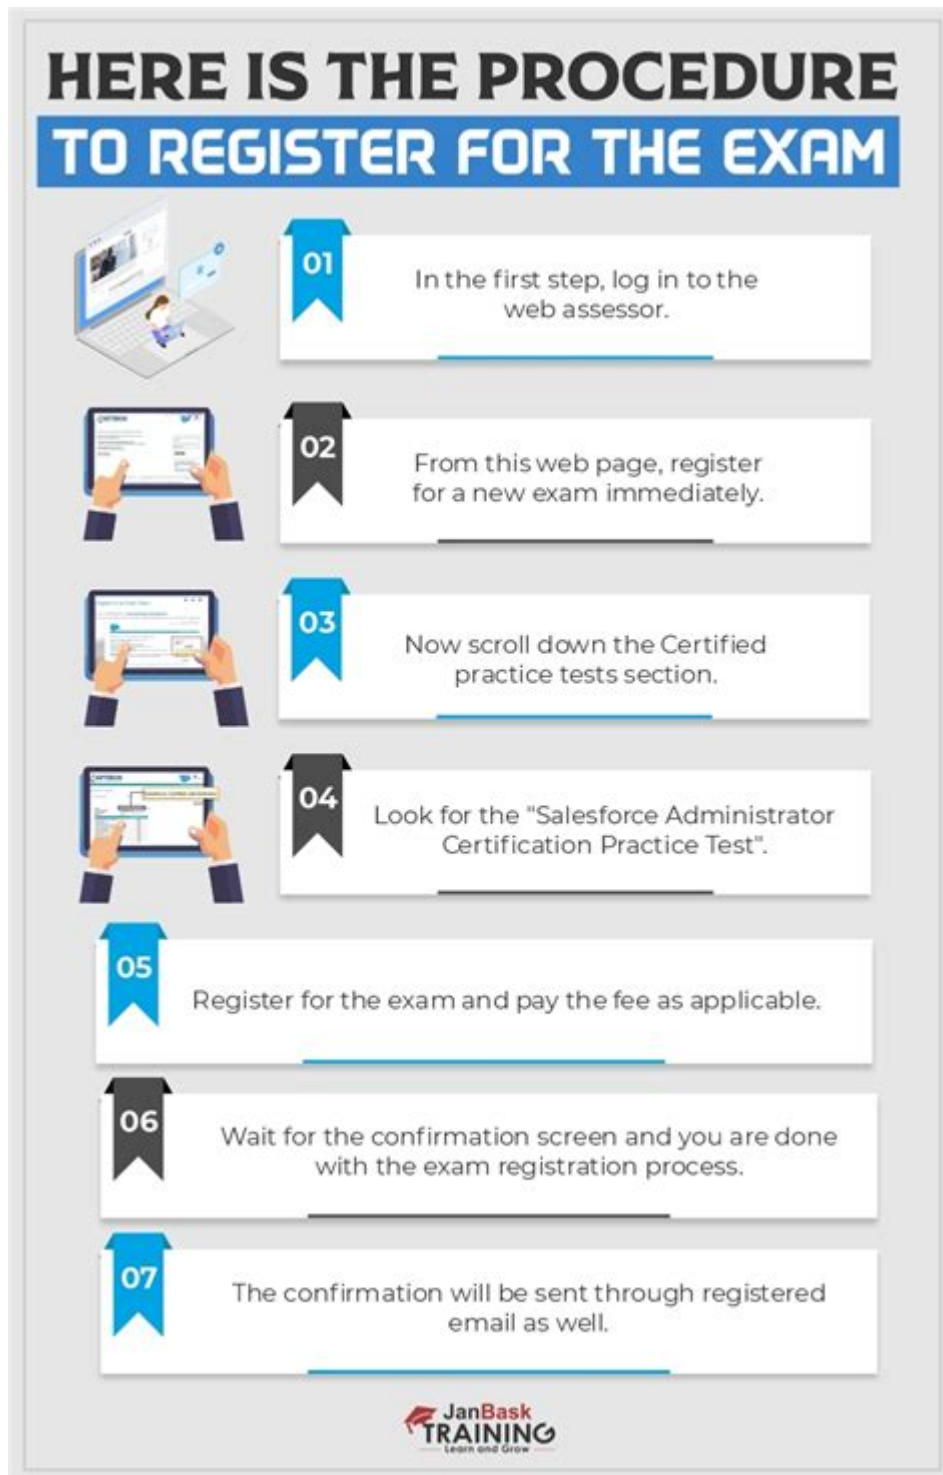 HERE IS THE PROCEDURE
TO REGISTER FOR THE EXAM
01
In the first step, log in to the
web assessor.
02
From this web page, register
for a new exam immediately.
03
Now scroll down the Certified
practice tests section.
04
Look for the "Salesforce Administrator
Certification Practice Test".
05
Register for the exam and pay the fee as applicable.
06
Wait for the confirmation screen and you are done
with the exam registration process.
07
The confirmation will be sent through registered
email as well.
JanBask
TRAINING
Learn and Grow